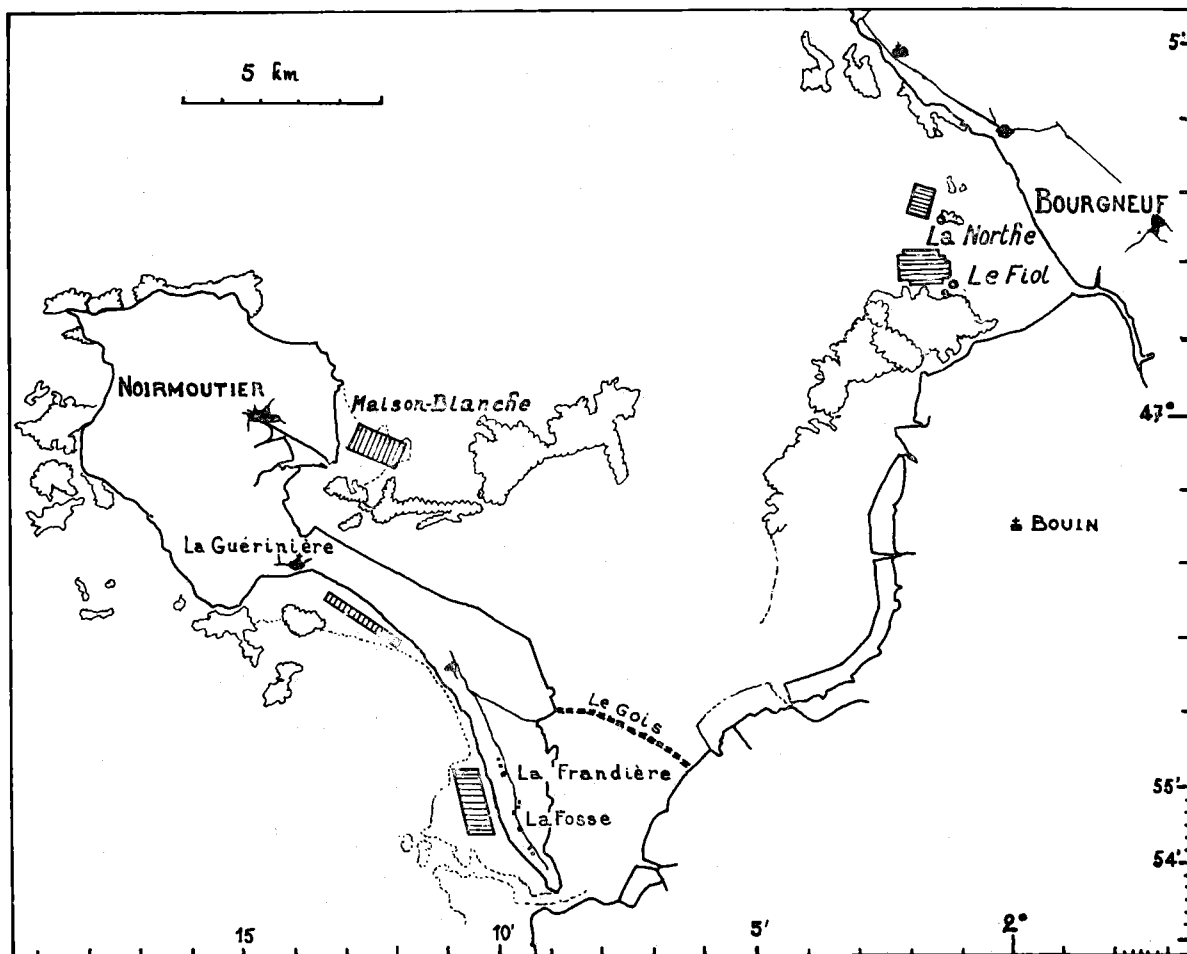 5 km
5'
BOURGNEUF
La Northe
Le Fiol
NOIRMOUTIER
Maison-Blanche
47°
BOUIN
La Guérinière
Le Gois
La Frandière
55'
La Fosse
54'
15
10'
5'
2°